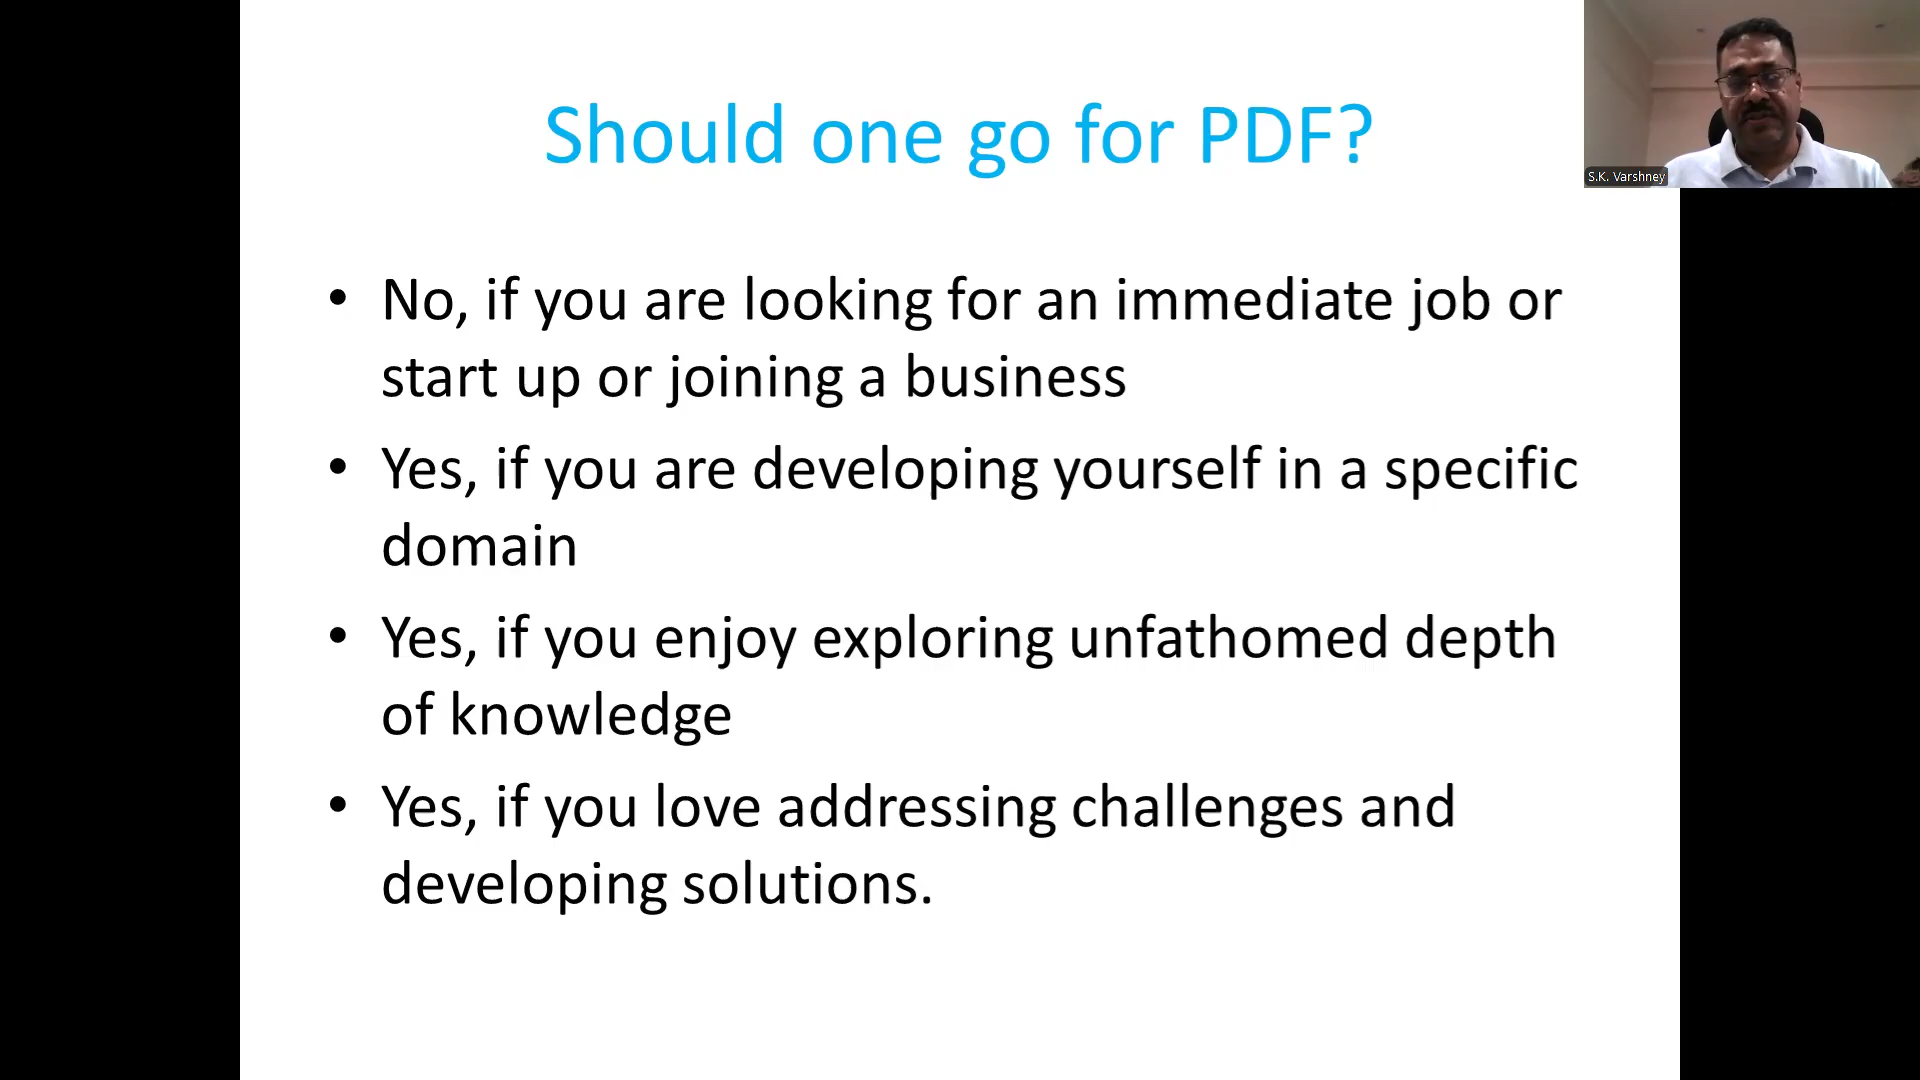 Should one go for PDF?
S.K. Varshney
• No, if you are looking for an immediate job or
start up or joining a business
• Yes, if you are developing yourself in a specific
domain
• Yes, if you enjoy exploring unfathomed depth
of knowledge
• Yes, if you love addressing challenges and
developing solutions.